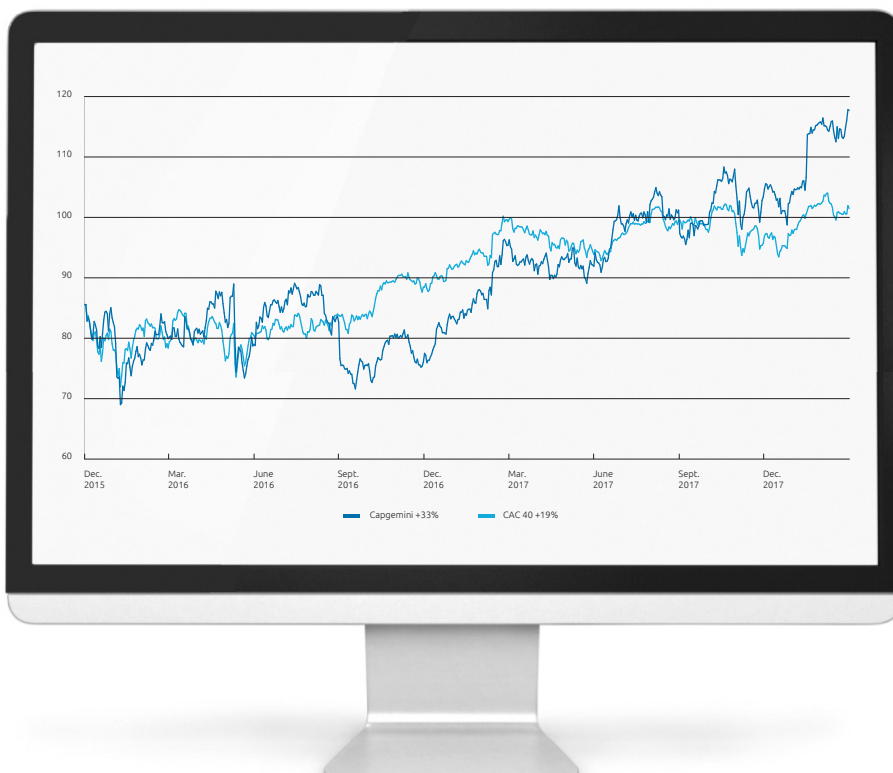 120
110
100
90
80
70
60
Dec. 2015
Mar. 2016
June 2016
Sept. 2016
Dec. 2016
Mar. 2017
June 2017
Sept. 2017
Dec. 2017
Capgemini +33%
CAC 40 +19%